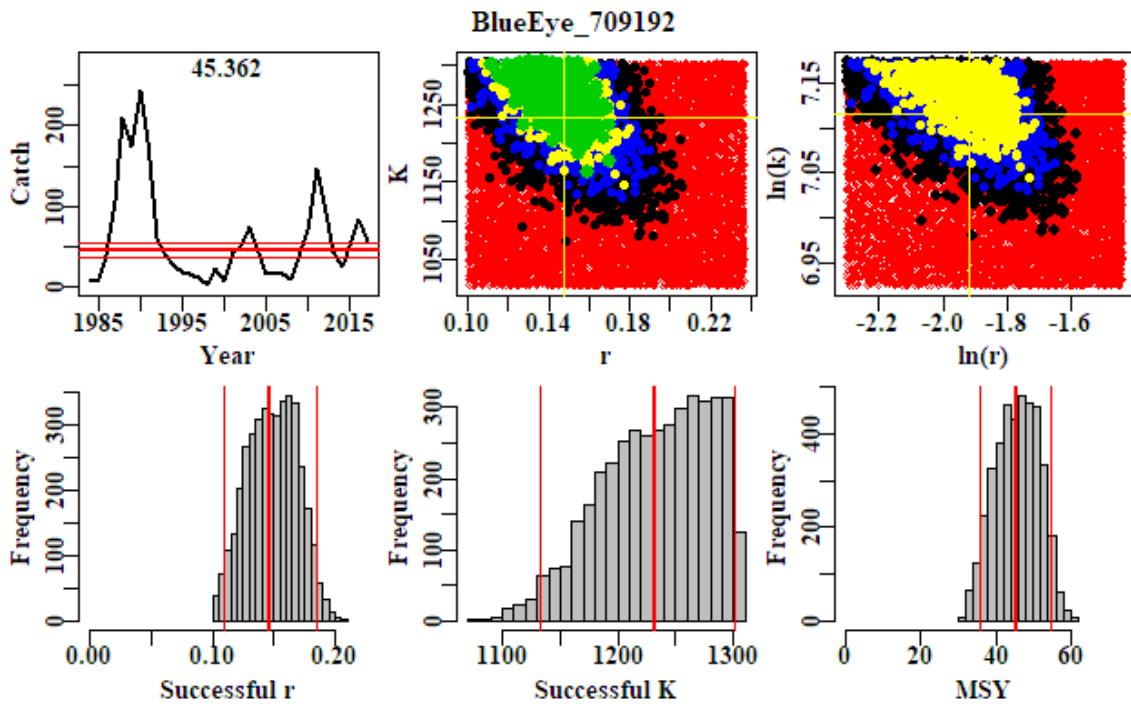 BlueEye_709192
45.362
Catch
0 100 200
1985 1995 2005 2015
Year
K
1050 1150 1250
0.10 0.14 0.18 0.22
r
ln(k)
6.95 7.05 7.15
-2.2 -2.0 -1.8 -1.6
ln(r)
Frequency
0 100 200 300
0.00 0.10 0.20
Successful r
Frequency
0 100 200 300
1100 1200 1300
Successful K
Frequency
0 200 400
0 20 40 60
MSY